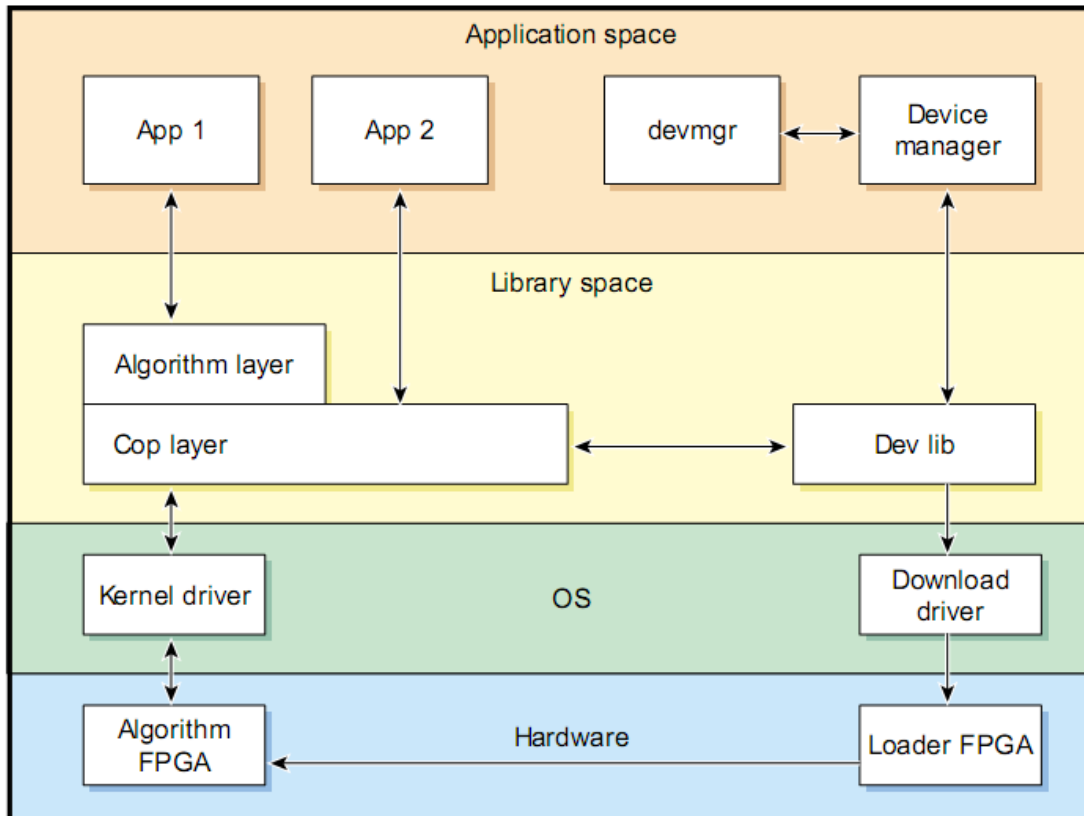 Application space
App 1
App 2
devmgr
Device
manager
Library space
Algorithm layer
Cop layer
Dev lib
Kernel driver
OS
Download
driver
Algorithm
FPGA
Hardware
Loader FPGA